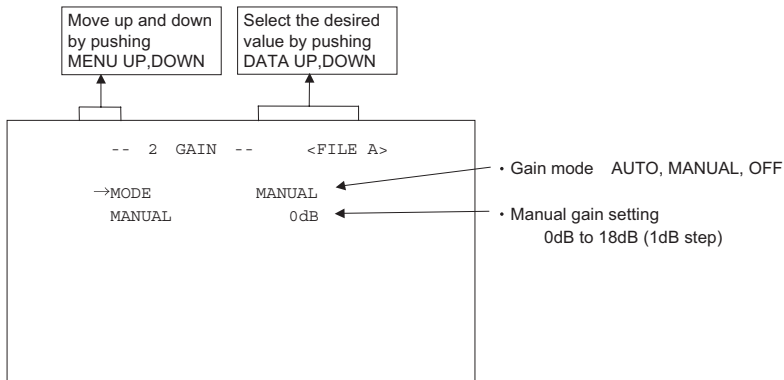 Move up and down
by pushing
MENU UP,DOWN
Select the desired
value by pushing
DATA UP,DOWN
-- 2 GAIN -- <FILE A>
→MODE MANUAL
MANUAL 0dB
・Gain mode AUTO, MANUAL, OFF
・Manual gain setting
0dB to 18dB (1dB step)